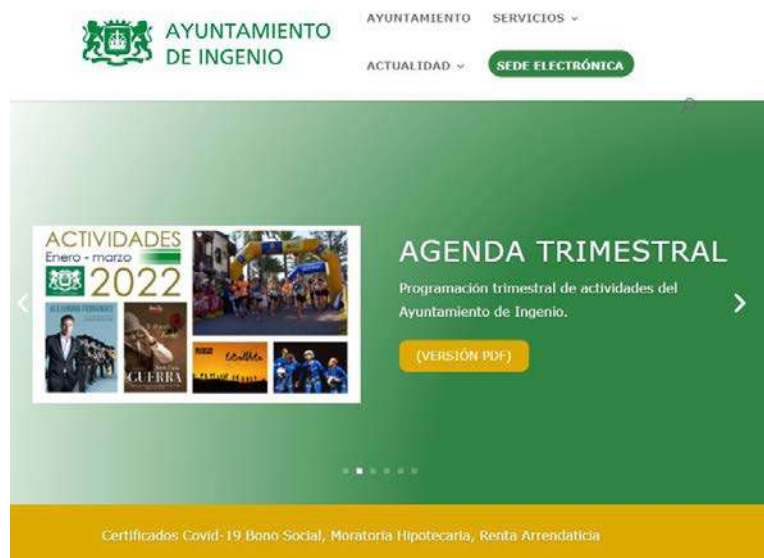 AYUNTAMIENTO
DE INGENIO
AYUNTAMIENTO SERVICIOS
ACTUALIDAD SEDE ELECTRÓNICA
ACTIVIDADES
Enero - marzo
2022
GUERRA
AGENDA TRIMESTRAL
Programación trimestral de actividades del
Ayuntamiento de Ingenio.
(VERSIÓN PDF)
Certificados Covid-19 Bono Social, Moratoria Hipotecaria, Renta Arrendaticia